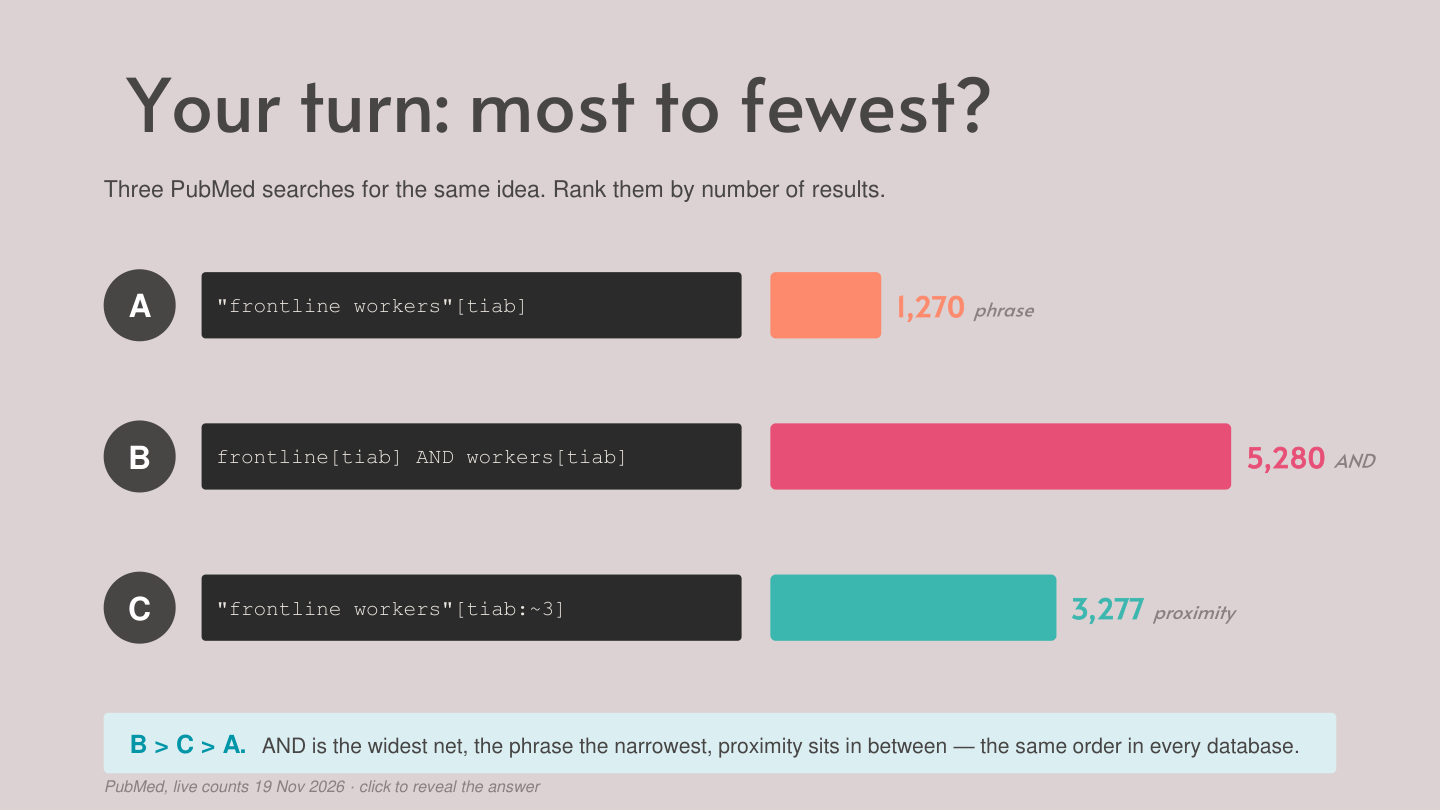 Your turn: most to fewest?
Three PubMed searches for the same idea. Rank them by number of results.
A "frontline workers"[tiab] 1,270 phrase
B frontline[tiab] AND workers[tiab] 5,280 AND
C "frontline workers"[tiab:~3] 3,277 proximity
B > C > A. AND is the widest net, the phrase the narrowest, proximity sits in between — the same order in every database.
PubMed, live counts 19 Nov 2026 · click to reveal the answer